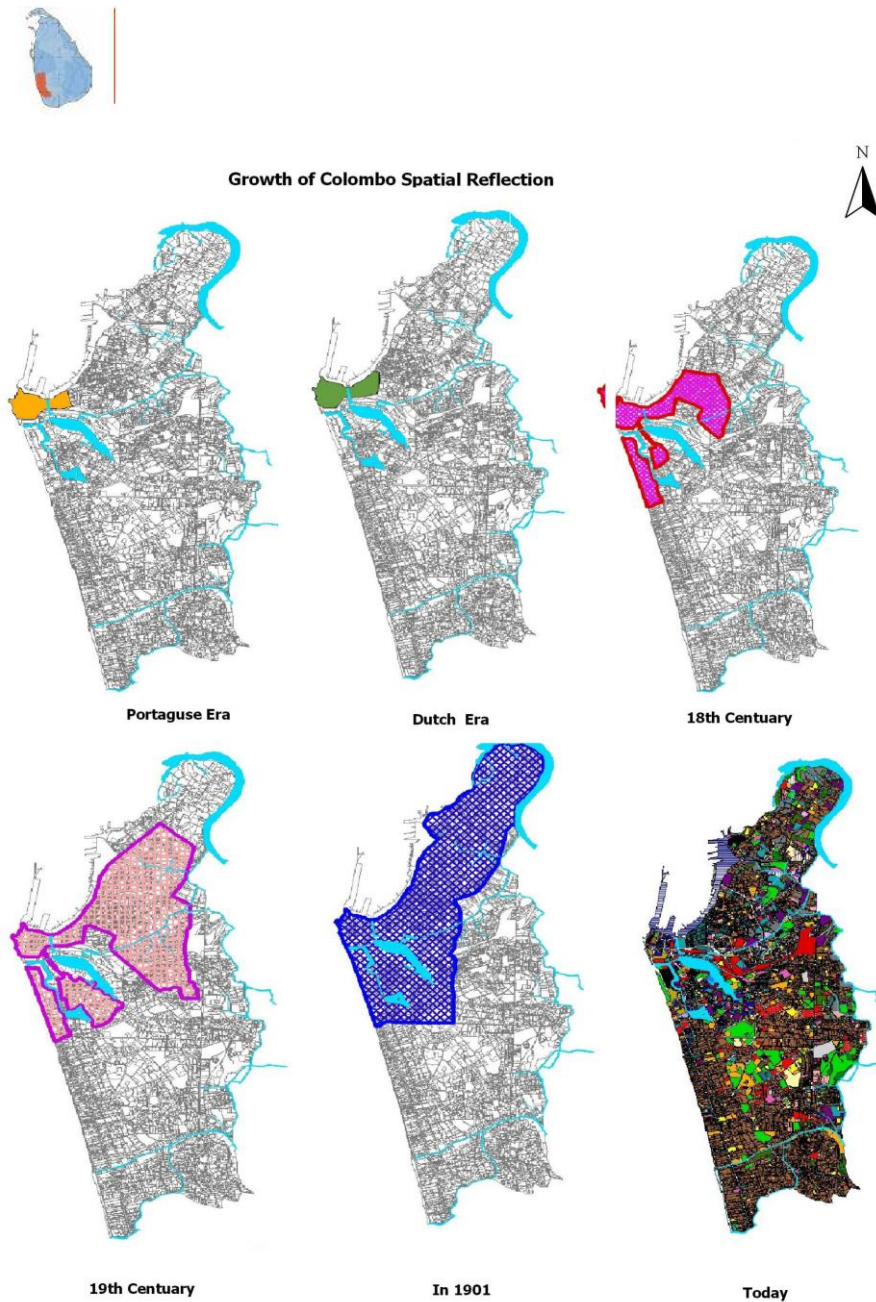 N
Growth of Colombo Spatial Reflection
Portaguse Era
Dutch Era
18th Centuary
19th Centuary
In 1901
Today